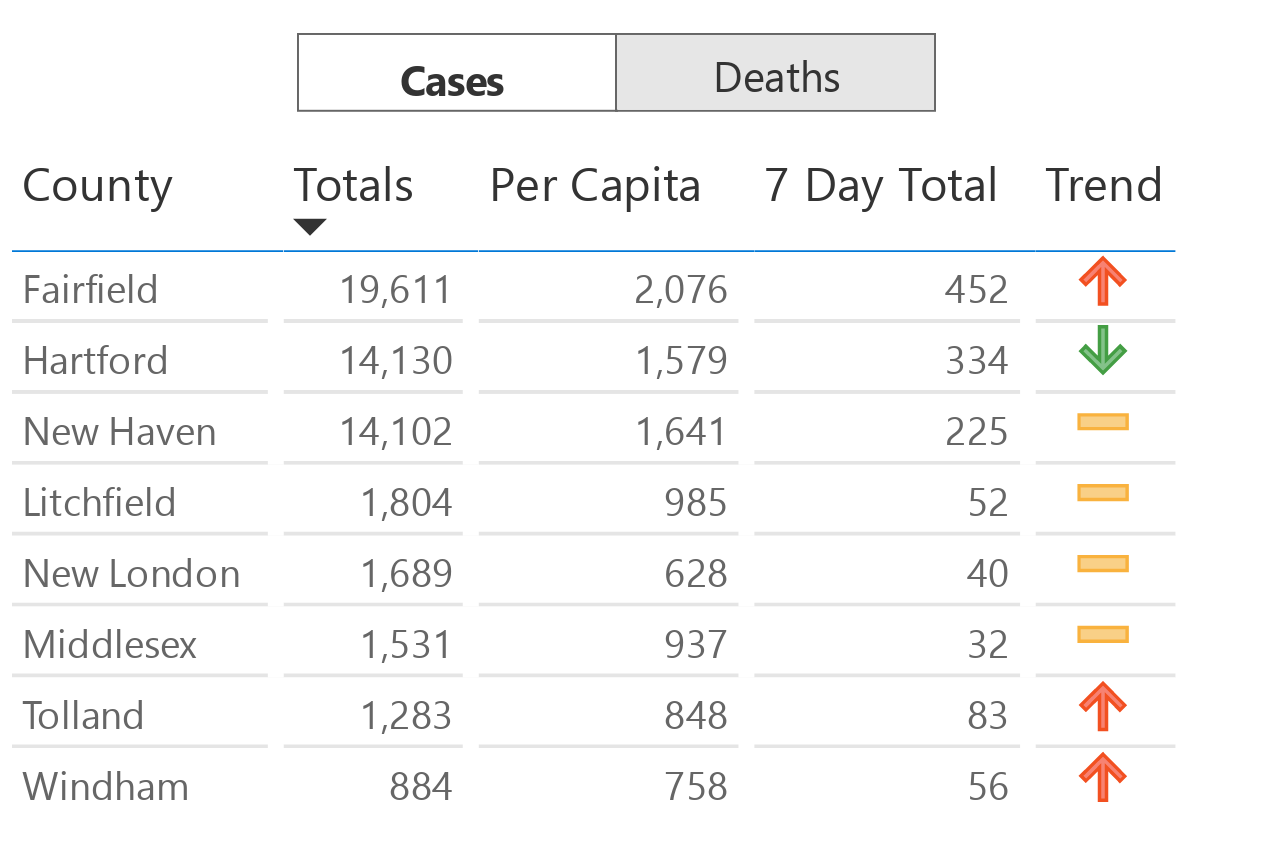 Cases Deaths
County Totals Per Capita 7 Day Total Trend
Fairfield 19,611 2,076 452
Hartford 14,130 1,579 334
New Haven 14,102 1,641 225
Litchfield 1,804 985 52
New London 1,689 628 40
Middlesex 1,531 937 32
Tolland 1,283 848 83
Windham 884 758 56